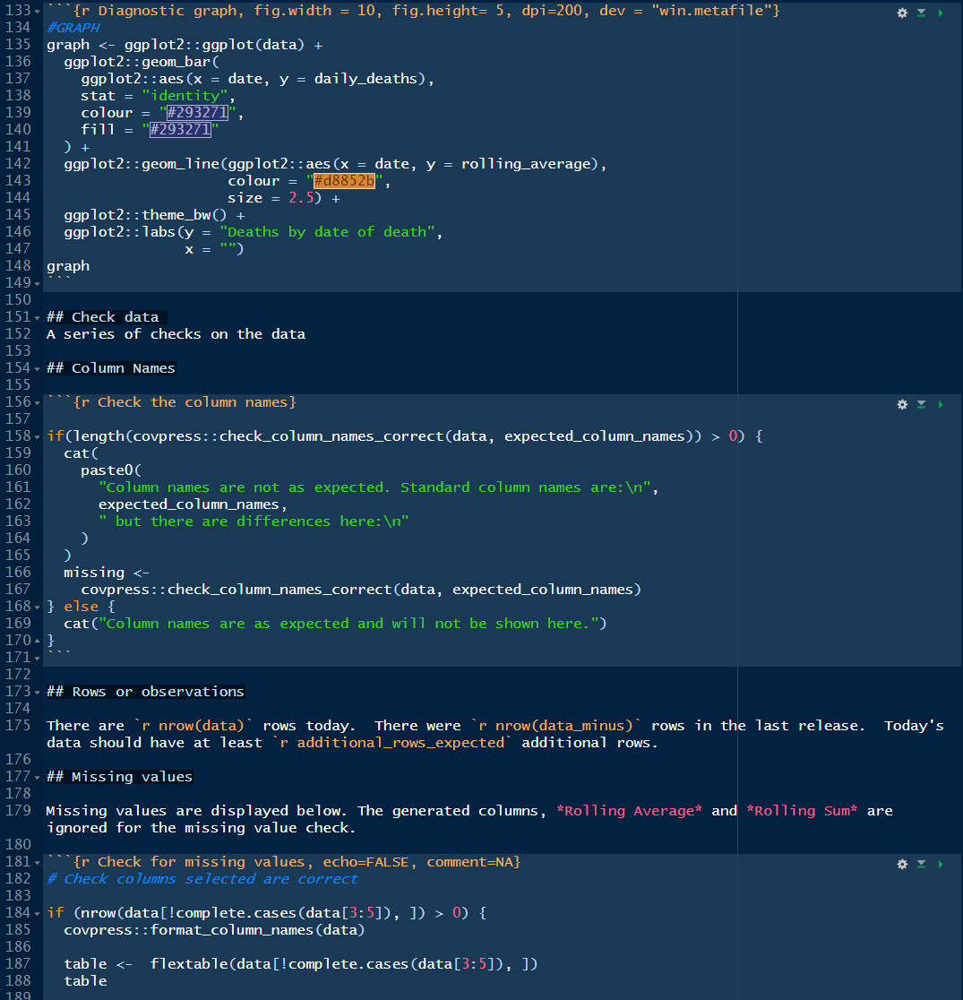 133 ```{r Diagnostic graph, fig.width = 10, fig.height= 5, dpi=200, dev = "win.metafile"}
134 #GRAPH
135 graph <- ggplot2::ggplot(data) +
136   ggplot2::geom_bar(
137     ggplot2::aes(x = date, y = daily_deaths),
138     stat = "identity",
139     colour = "#293271",
140     fill = "#293271"
141   ) +
142   ggplot2::geom_line(ggplot2::aes(x = date, y = rolling_average),
143                      colour = "#d8852b",
144                      size = 2.5) +
145   ggplot2::theme_bw() +
146   ggplot2::labs(y = "Deaths by date of death",
147                 x = "")
148 graph
149 ```
150
151 ## Check data
152 A series of checks on the data
153
154 ## Column Names
155
156 ```{r Check the column names}
157
158 if(length(covpress::check_column_names_correct(data, expected_column_names)) > 0) {
159   cat(
160     paste0(
161       "Column names are not as expected. Standard column names are:\n",
162       expected_column_names,
163       " but there are differences here:\n"
164     )
165   )
166   missing <-
167     covpress::check_column_names_correct(data, expected_column_names)
168 } else {
169   cat("Column names are as expected and will not be shown here.")
170 }
171 ```
172
173 ## Rows or observations
174
175 There are `r nrow(data)` rows today.  There were `r nrow(data_minus)` rows in the last release.  Today's
data should have at least `r additional_rows_expected` additional rows.
176
177 ## Missing values
178
179 Missing values are displayed below. The generated columns, *Rolling Average* and *Rolling Sum* are
ignored for the missing value check.
180
181 ```{r Check for missing values, echo=FALSE, comment=NA}
182 # Check columns selected are correct
183
184 if (nrow(data[!complete.cases(data[3:5]), ]) > 0) {
185   covpress::format_column_names(data)
186
187   table <-  flextable(data[!complete.cases(data[3:5]), ])
188   table
189